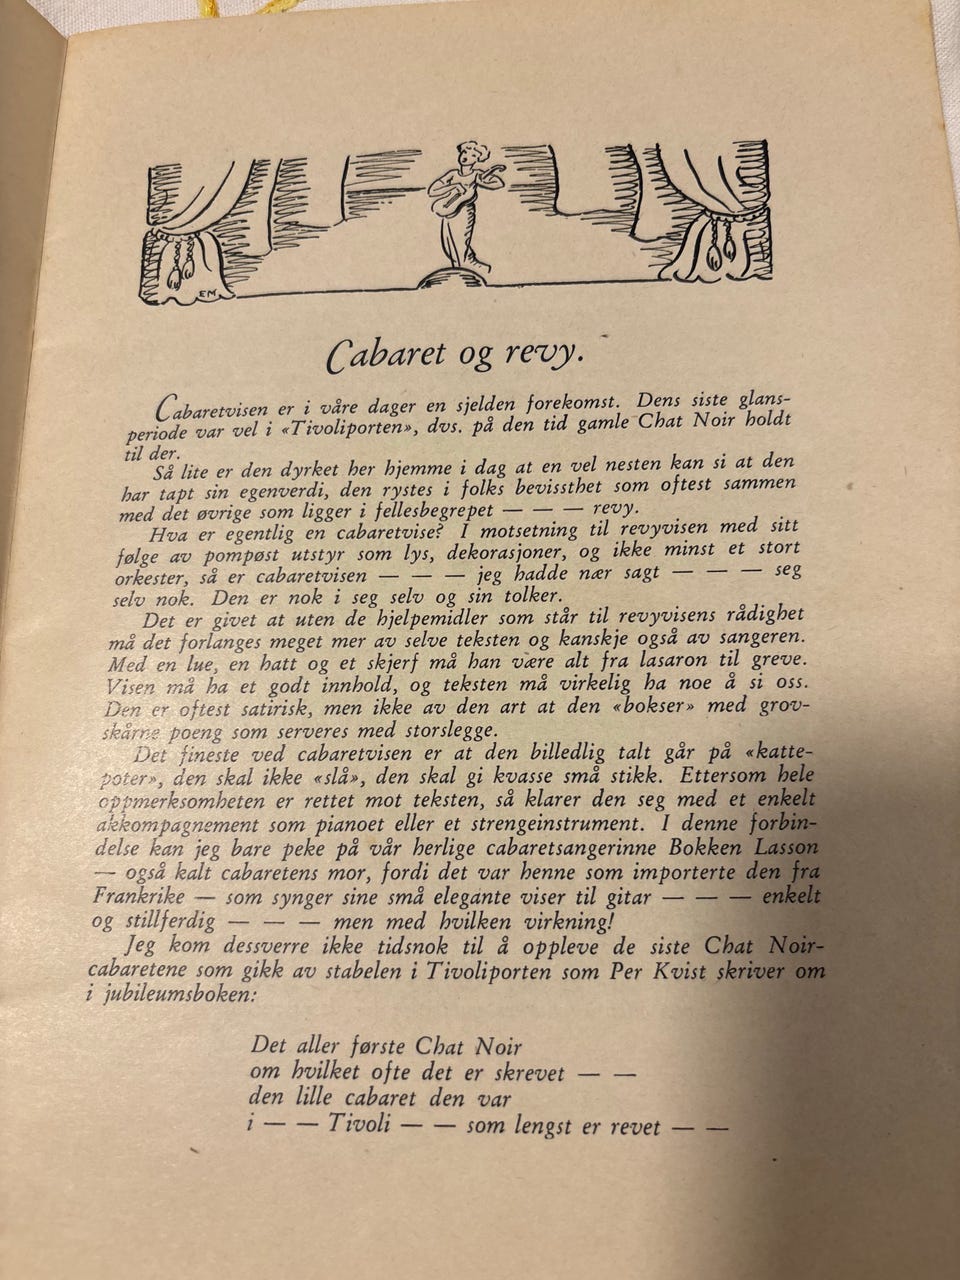 EM
Cabaret og revy.
Cabaretvisen er i våre dager en sjelden forekomst. Dens siste glans-
periode var vel i «Tivoliporten», dvs. på den tid gamle Chat Noir holdt
til der.
Så lite er den dyrket her hjemme i dag at en vel nesten kan si at den
har tapt sin egenverdi, den rystes i folks bevissthet som oftest sammen
med det øvrige som ligger i fellesbegrepet — — — revy.
Hva er egentlig en cabaretvise? I motsetning til revyvisen med sitt
følge av pompøst utstyr som lys, dekorasjoner, og ikke minst et stort
orkester, så er cabaretvisen — — — jeg hadde nær sagt — — — seg
selv nok. Den er nok i seg selv og sin tolker.
Det er givet at uten de hjelpemidler som står til revyvisens rådighet
må det forlanges meget mer av selve teksten og kanskje også av sangeren.
Med en lue, en hatt og et skjerf må han være alt fra lasaron til greve.
Visen må ha et godt innhold, og teksten må virkelig ha noe å si oss.
Den er oftest satirisk, men ikke av den art at den «bokser» med grov-
skårne poeng som serveres med storslegge.
Det fineste ved cabaretvisen er at den billedlig talt går på «katte-
poter», den skal ikke «slå», den skal gi kvasse små stikk. Ettersom hele
oppmerksomheten er rettet mot teksten, så klarer den seg med et enkelt
akkompagnement som pianoet eller et strengeinstrument. I denne forbin-
delse kan jeg bare peke på vår herlige cabaretsangerinne Bokken Lasson
— også kalt cabaretens mor, fordi det var henne som importerte den fra
Frankrike — som synger sine små elegante viser til gitar — — — enkelt
og stillferdig — — — men med hvilken virkning!
Jeg kom dessverre ikke tidsnok til å oppleve de siste Chat Noir-
cabaretene som gikk av stabelen i Tivoliporten som Per Kvist skriver om
i jubileumsboken:
Det aller første Chat Noir
om hvilket ofte det er skrevet — —
den lille cabaret den var
i — — Tivoli — — som lengst er revet — —